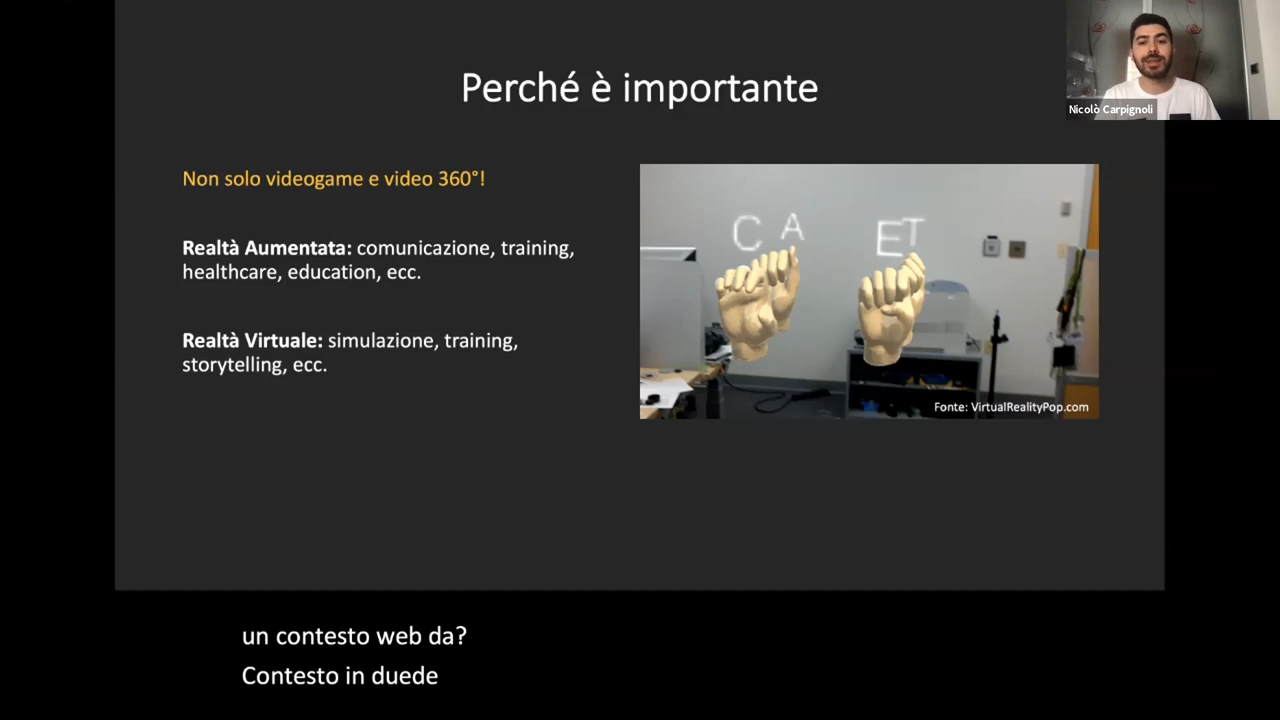 Perché è importante
Nicolò Carpignoli
Non solo videogame e video 360°!
Realtà Aumentata: comunicazione, training,
healthcare, education, ecc.
Realtà Virtuale: simulazione, training,
storytelling, ecc.
C A ET
Fonte: VirtualRealityPop.com
un contesto web da?
Contesto in duede